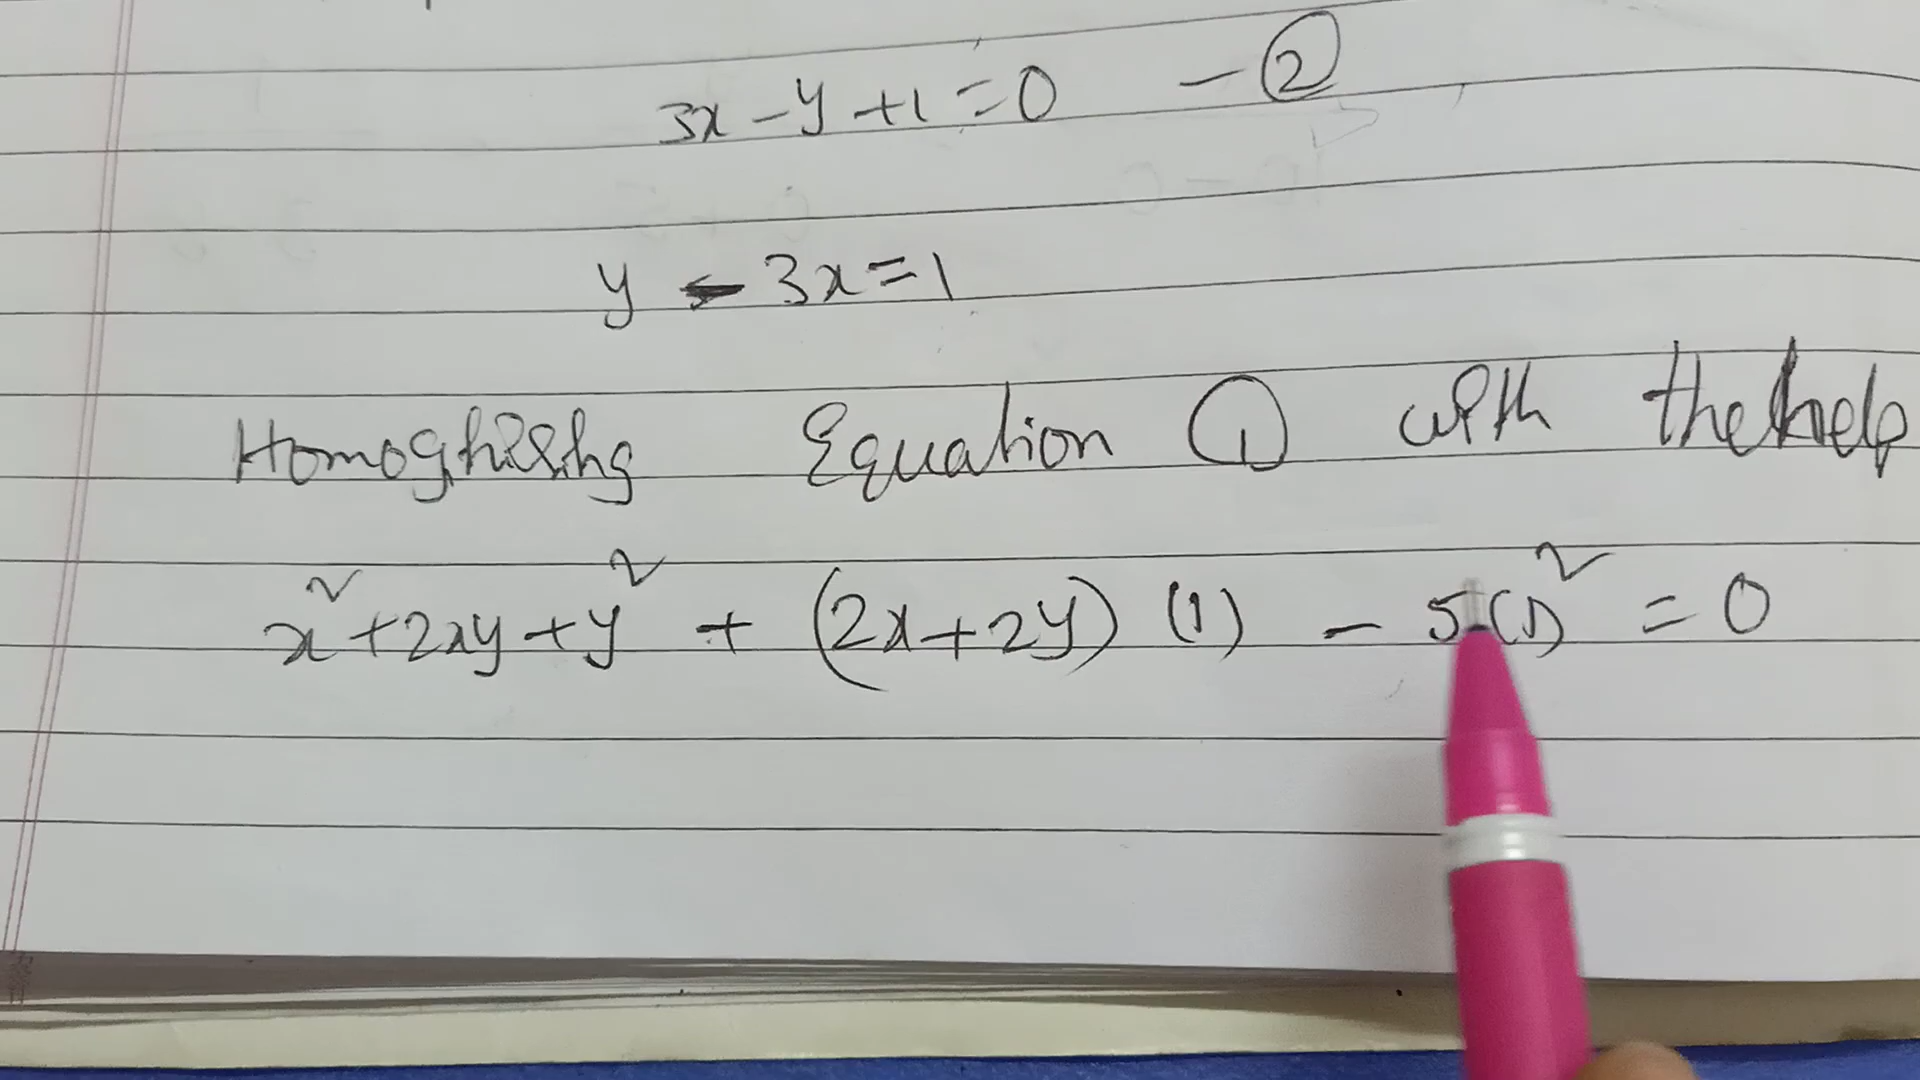 3x - y + 1 = 0 - ②
y - 3x = 1
Equation ① with the help
x² + 2xy + y² + (2x + 2y) (1) - 5(1)² = 0